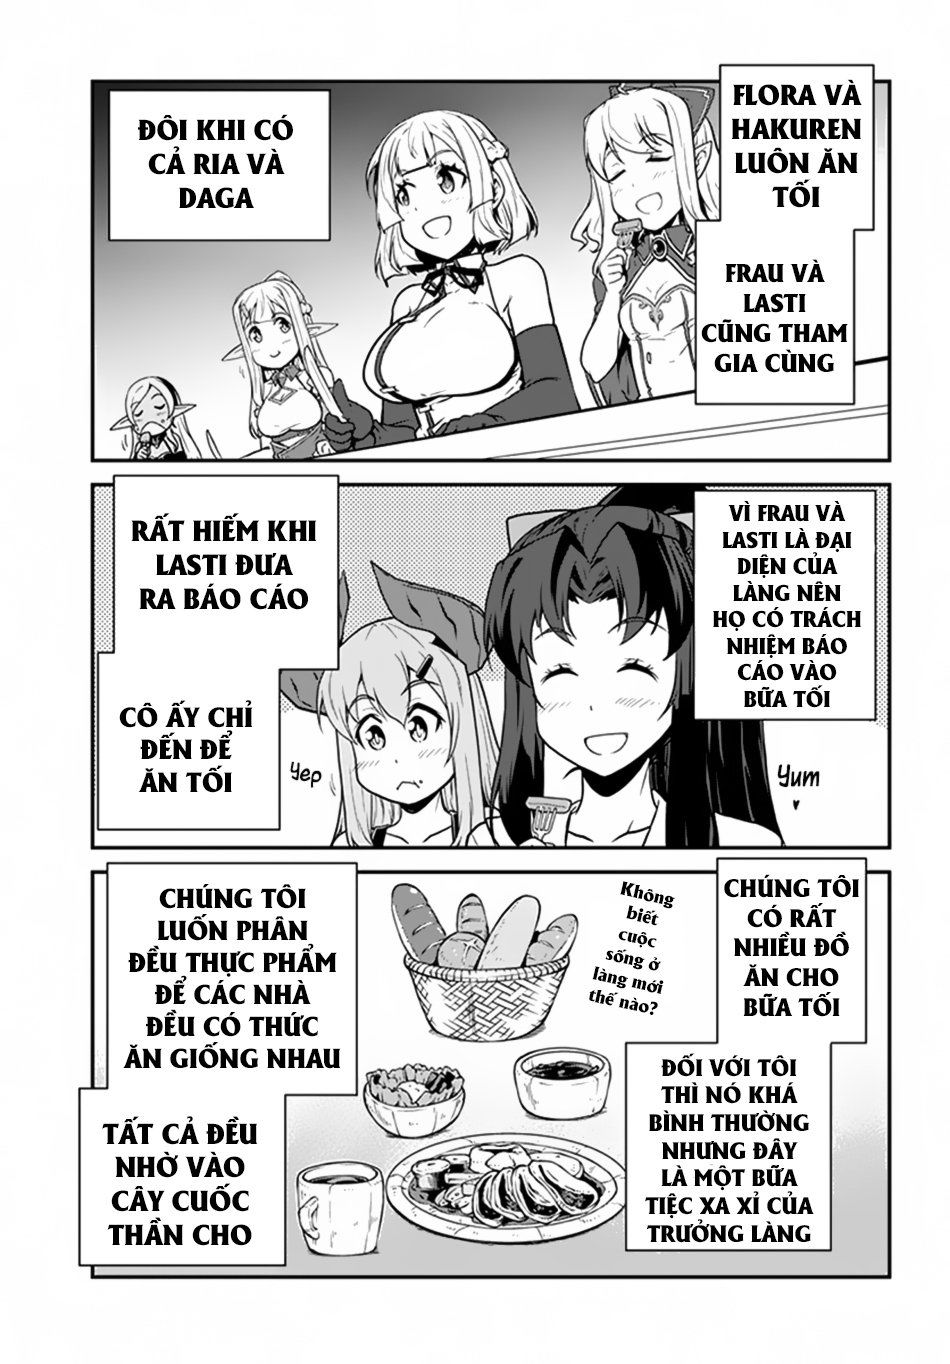 FLORA VÀ
HAKUREN
LUÔN ĂN
TỐI
FRAU VÀ
LASTI
CŨNG THAM
GIA CÙNG
ĐÔI KHI CÓ
CẢ RIA VÀ
DAGA
VÌ FRAU VÀ
LASTI LÀ ĐẠI
DIỆN CỦA
LÀNG NÊN
HỌ CÓ TRÁCH
NHIỆM BÁO
CÁO VÀO
BỮA TỐI
Yum
RẤT HIẾM KHI
LASTI ĐƯA
RA BÁO CÁO
CÔ ẤY CHỈ
ĐẾN ĐỂ
ĂN TỐI
Yep
CHÚNG TÔI
CÓ RẤT
NHIỀU ĐỒ
ĂN CHO
BỮA TỐI
ĐỐI VỚI TÔI
THÌ NÓ KHÁ
BÌNH THƯỜNG
NHƯNG ĐÂY
LÀ MỘT BỮA
TIỆC XA XỈ CỦA
TRƯỞNG LÀNG
Không
biết
cuộc
sống ở
làng mới
thế nào?
CHÚNG TÔI
LUỐN PHÂN
ĐỀU THỰC PHẨM
ĐỂ CÁC NHÀ
ĐỀU CÓ THỨC
ĂN GIỐNG NHAU
TẤT CẢ ĐỀU
NHỜ VÀO
CÂY CUỐC
THẦN CHO